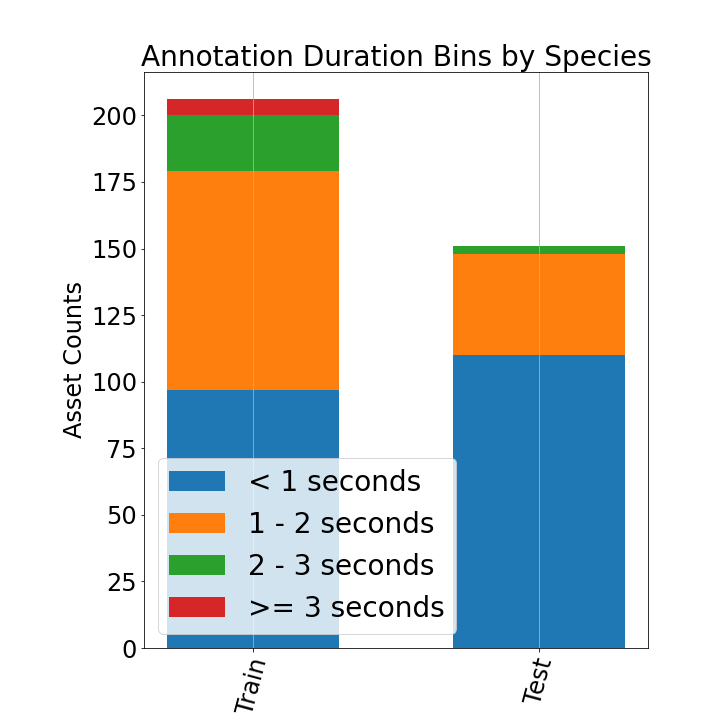 Annotation Duration Bins by Species
Asset Counts
200
175
150
125
100
75
50
25
0
< 1 seconds
1 - 2 seconds
2 - 3 seconds
>= 3 seconds
Train
Test